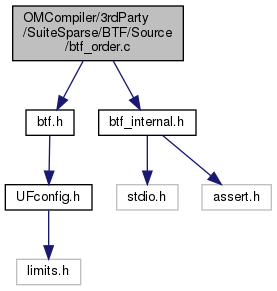 OMCompiler/3rdParty
/SuiteSparse/BTF/Source
/btf_order.c
btf.h
btf_internal.h
UFconfig.h
stdio.h
assert.h
limits.h